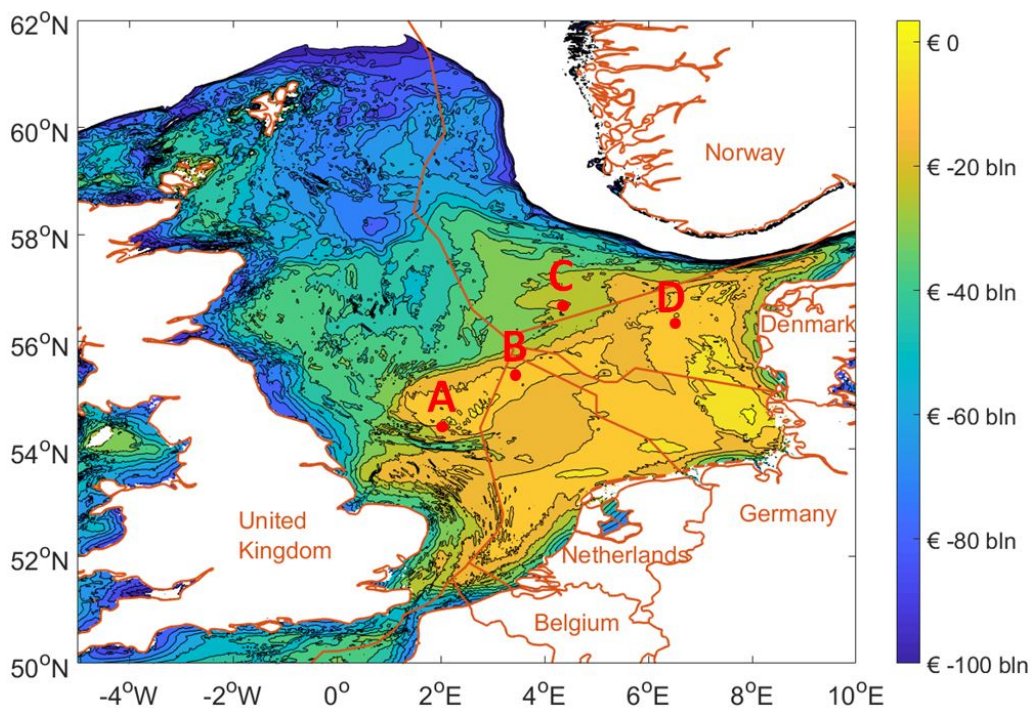 62°N
60°N
58°N
56°N
54°N
52°N
50°N
-4°W
-2°W
0°
2°E
4°E
6°E
8°E
10°E
Norway
Denmark
Germany
Netherlands
Belgium
United
Kingdom
A
B
C
D
€ 0
€ -20 bln
€ -40 bln
€ -60 bln
€ -80 bln
€ -100 bln